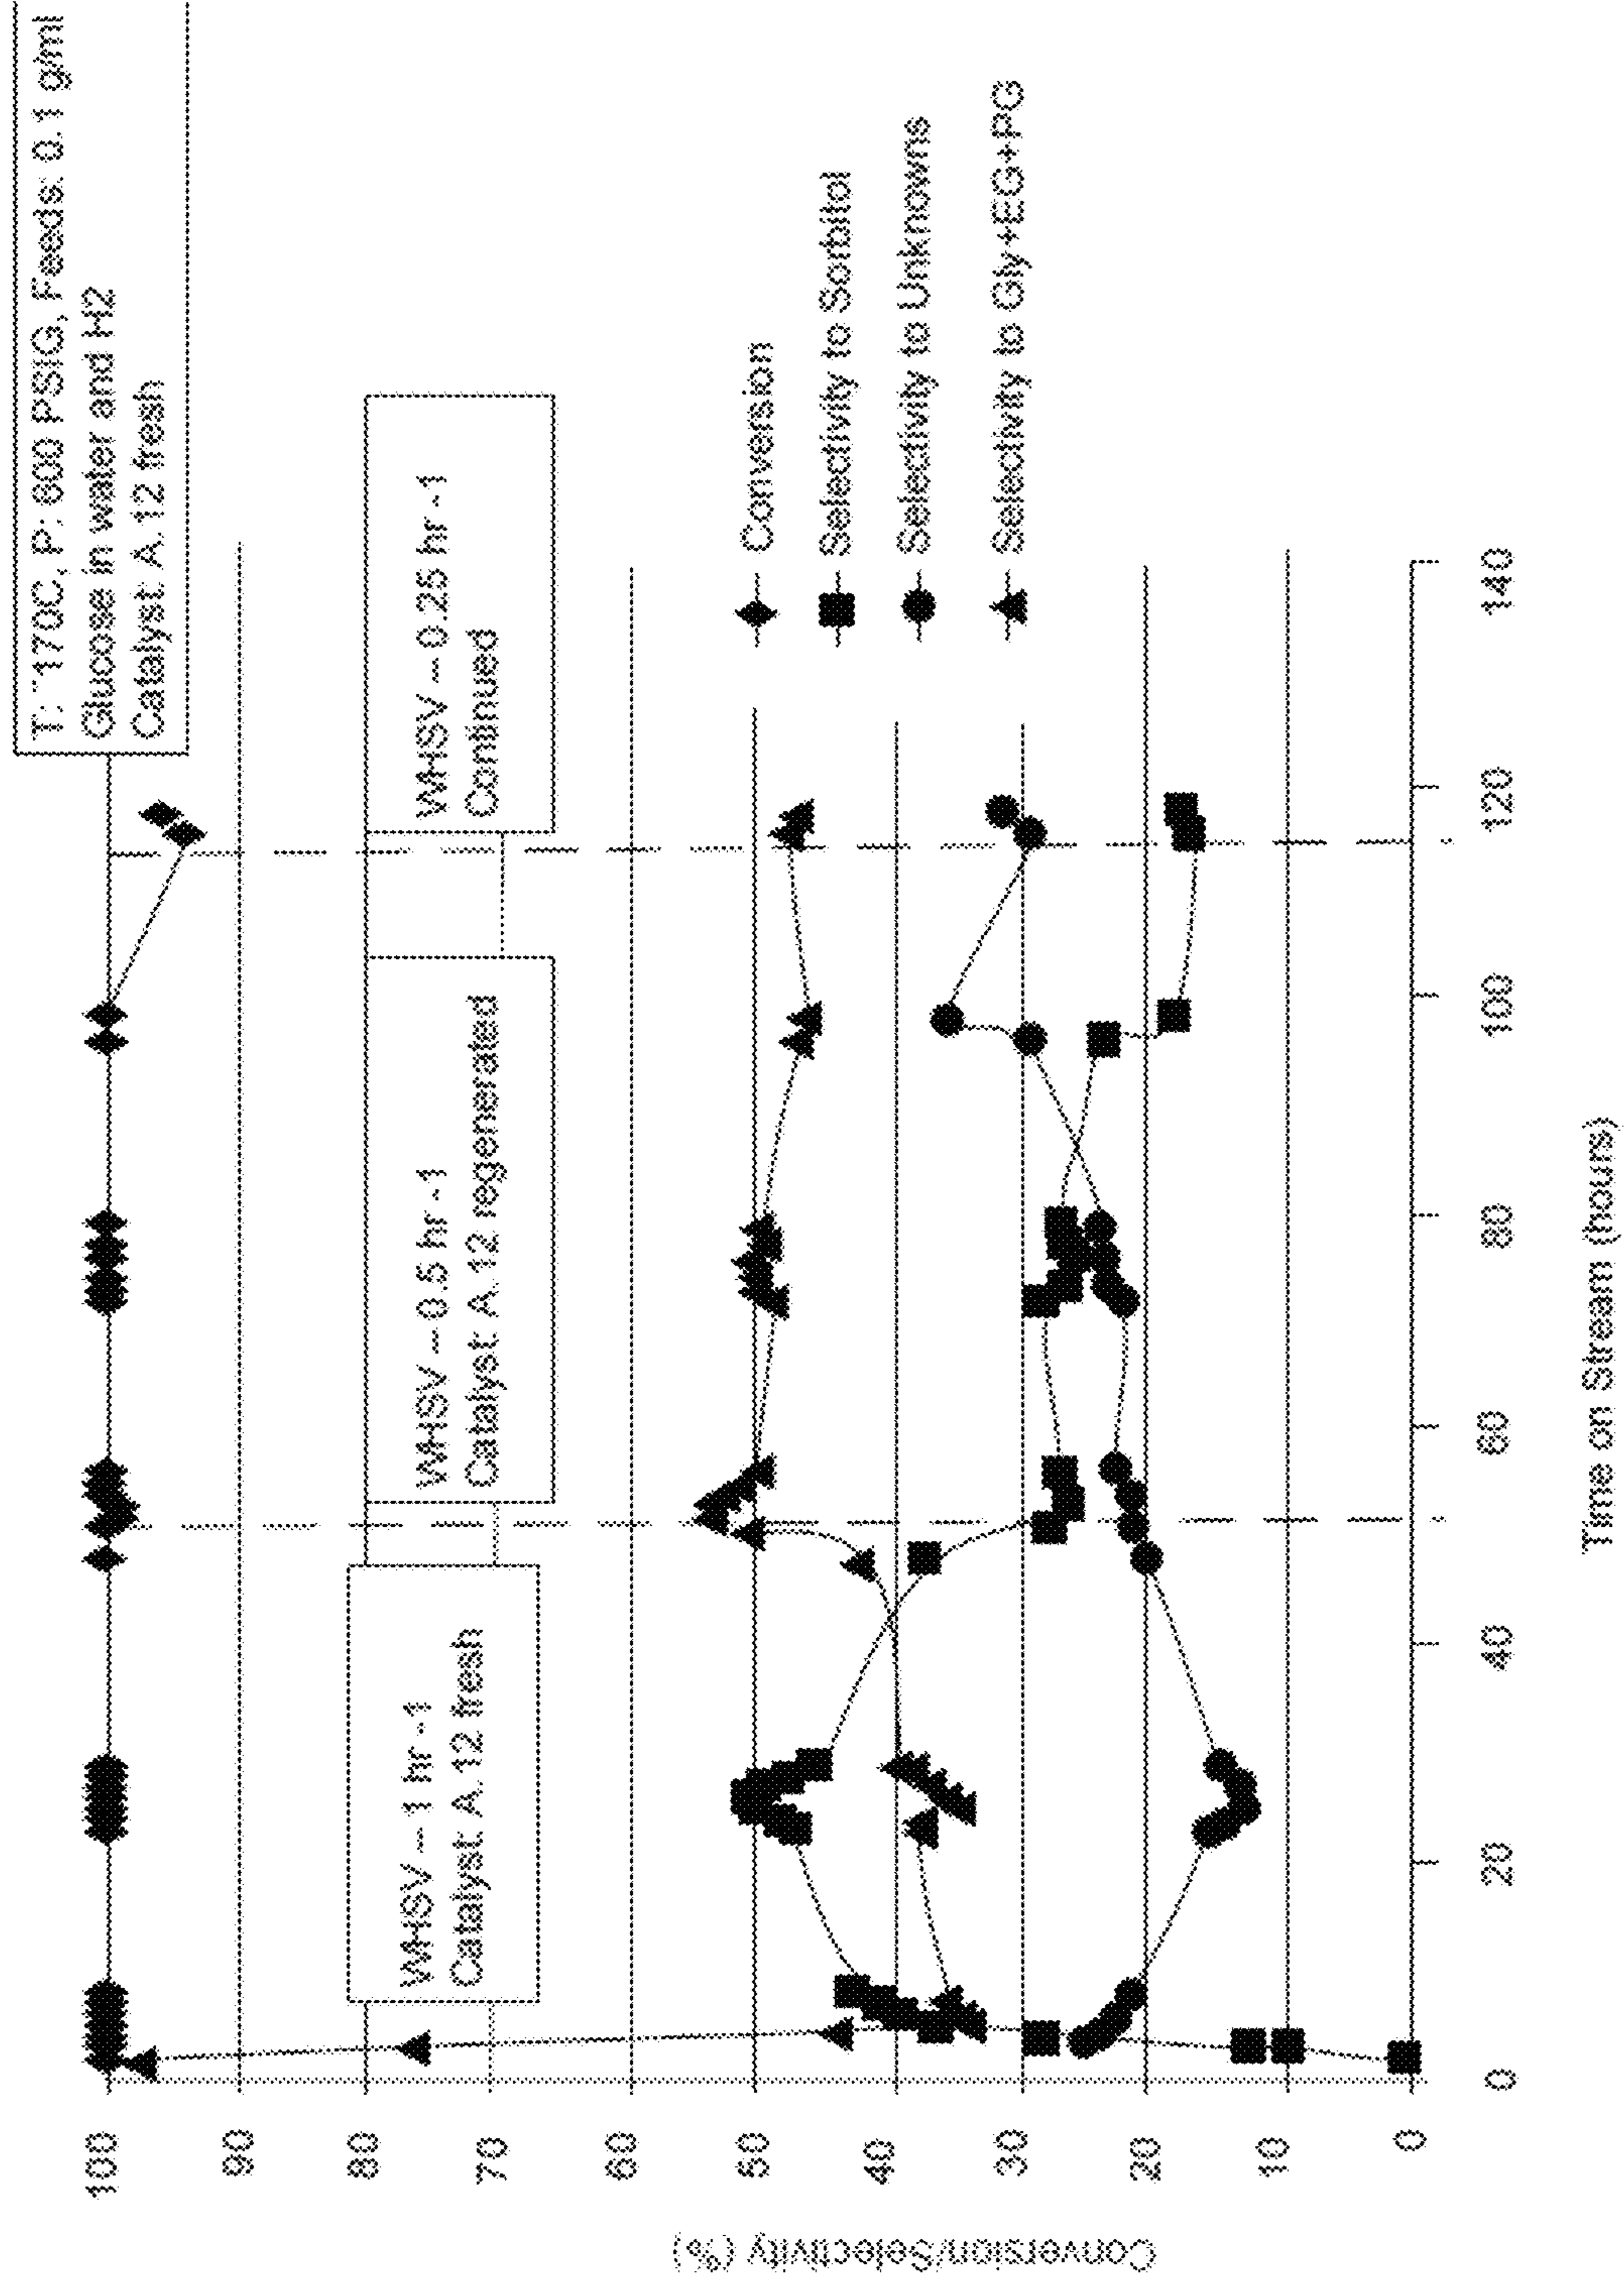 T: 170C, P: 600 PSIG, Feeds: 0.1 g/ml
Glucose in water and H2
Catalyst: A.12 fresh
WHSV – 1 hr -1
Catalyst: A.12 fresh
WHSV – 0.5 hr -1
Catalyst: A.12 regenerated
WHSV – 0.25 hr -1
Continued
Conversion
Selectivity to Sorbitol
Selectivity to Unknowns
Selectivity to Gly+EG+PG
Conversion/Selectivity (%)
100
90
80
70
60
50
40
30
20
10
0
0
20
40
60
80
100
120
140
Time on Stream (hours)